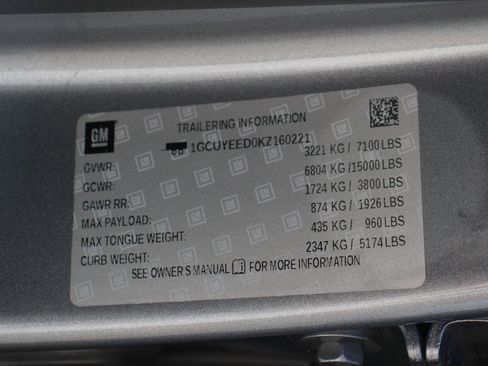 GM
TRAILERING INFORMATION
1GCUYEED0KZ160221
GVWR: 3221 KG / 7100 LBS
GCWR: 6804 KG /15000 LBS
GAWR RR: 1724 KG / 3800 LBS
MAX PAYLOAD: 874 KG / 1926 LBS
MAX TONGUE WEIGHT: 435 KG / 960 LBS
CURB WEIGHT: 2347 KG / 5174 LBS
SEE OWNER'S MANUAL FOR MORE INFORMATION